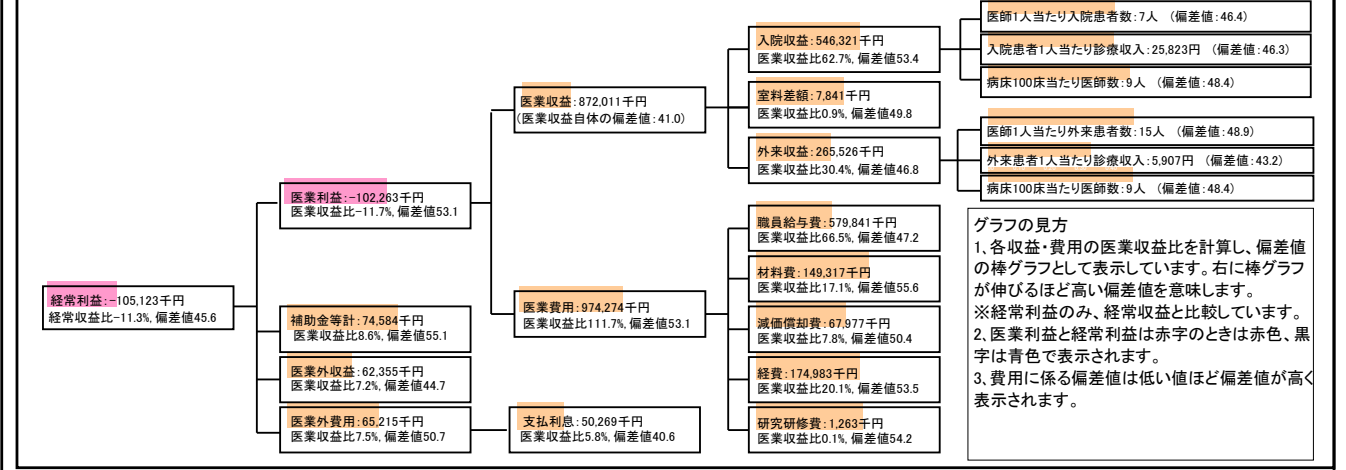 経常利益:-105,123千円
経常収益比-11.3%, 偏差値45.6
医業利益:-102,263千円
医業収益比-11.7%, 偏差値53.1
補助金等計:74,584千円
医業収益比8.6%, 偏差値55.1
医業外収益:62,355千円
医業収益比7.2%, 偏差値44.7
医業外費用:65,215千円
医業収益比7.5%, 偏差値50.7
医業収益:872,011千円
(医業収益自体の偏差値:41.0)
医業費用:974,274千円
医業収益比111.7%, 偏差値53.1
支払利息:50,269千円
医業収益比5.8%, 偏差値40.6
入院収益:546,321千円
医業収益比62.7%, 偏差値53.4
室料差額:7,841千円
医業収益比0.9%, 偏差値49.8
外来収益:265,526千円
医業収益比30.4%, 偏差値46.8
職員給与費:579,841千円
医業収益比66.5%, 偏差値47.2
材料費:149,317千円
医業収益比17.1%, 偏差値55.6
減価償却費:67,977千円
医業収益比7.8%, 偏差値50.4
経費:174,983千円
医業収益比20.1%, 偏差値53.5
研究研修費:1,263千円
医業収益比0.1%, 偏差値54.2
医師1人当たり入院患者数:7人 (偏差値:46.4)
入院患者1人当たり診療収入:25,823円 (偏差値:46.3)
病床100床当たり医師数:9人 (偏差値:48.4)
医師1人当たり外来患者数:15人 (偏差値:48.9)
外来患者1人当たり診療収入:5,907円 (偏差値:43.2)
病床100床当たり医師数:9人 (偏差値:48.4)
グラフの見方
1、各収益・費用の医業収益比を計算し、偏差値
の棒グラフとして表示しています。右に棒グラフ
が伸びるほど高い偏差値を意味します。
※経常利益のみ、経常収支と比較しています。
2、医業利益と経常利益は赤字のときは赤色、黒
字は青色で表示されます。
3、費用に係る偏差値は低い値ほど偏差値が高く
表示されます。